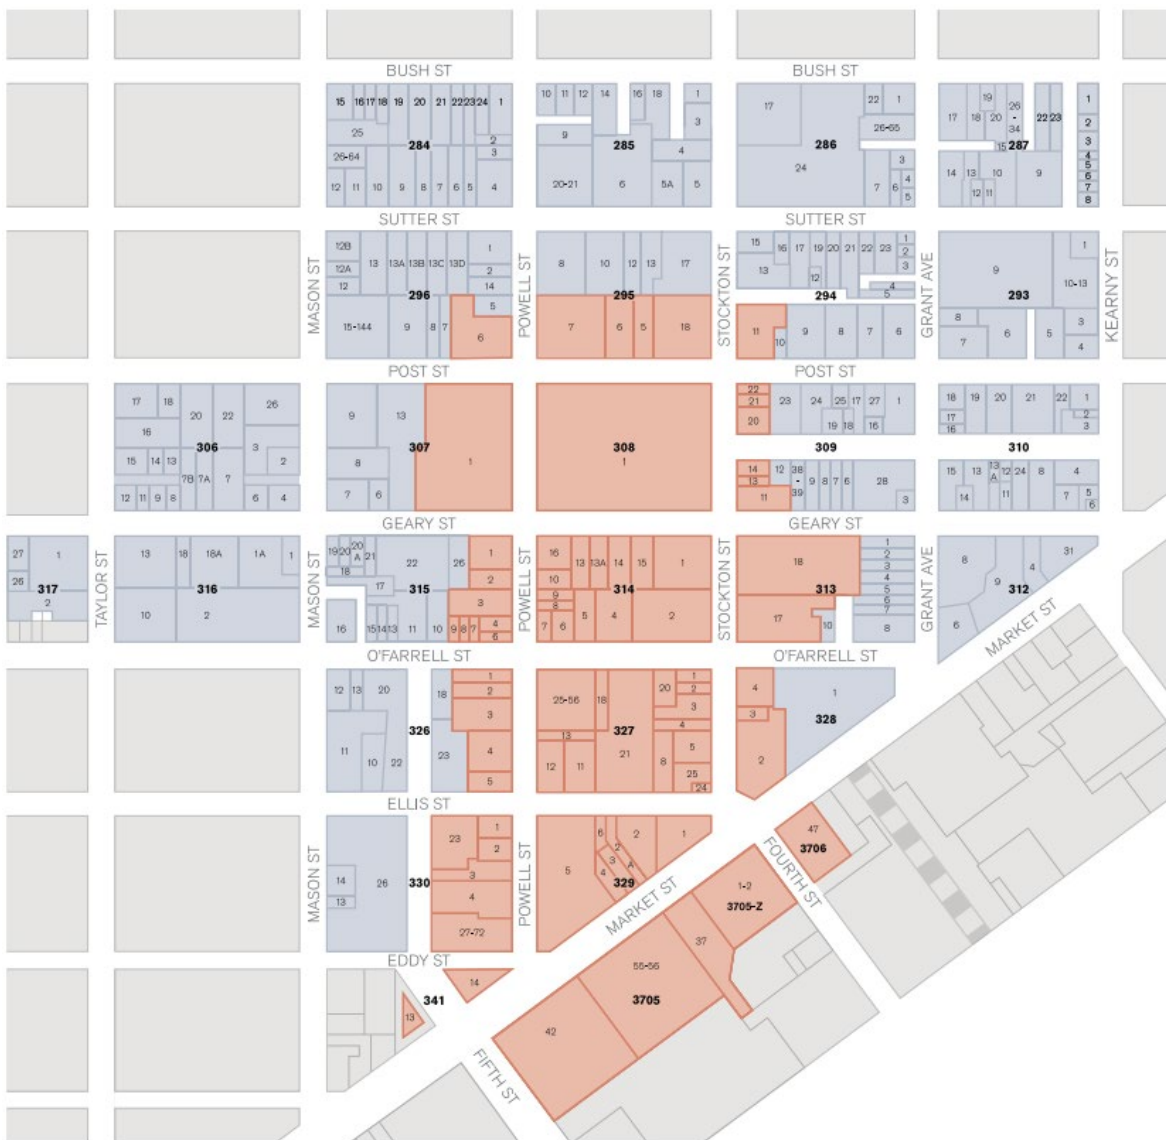 BUSH ST BUSH ST
15 16 17 18 19 20 21 22 23 24 1
10 11 12 14 16 18 1
17 22 1
17 18 19 20 26 - 34 22 23 1
25 2
3
26-65
2
26-64 284 3
9 285 4
286
15 287 3
4
12 11 10 9 8 7 6 5 4
20-21 6 5A 5
24 7 6 3 4 5
14 13 12 11 10 9 5 6 7 8
SUTTER ST SUTTER ST
MASON ST POWELL ST STOCKTON ST GRANT AVE KEARNY ST
12B 13 13A 13B 13C 13D 1
8 10 12 13 17
15 16 17 19 20 21 22 23 1
2
9 1
12A 2
13 12 3
12 296 14
295
294 4
5
293 10-13
15-144 9 8 7 5
6
7 6 5 18
11 10 9 8 7 6
8 7 6 5 3
4
POST ST POST ST
17 18 20 22 26
9 13
22
21 23 24 25 17 27 1
18 19 20 21 22 1
16 3
20 19 18 16
17 2
16 3
306 307 308 309 310
15 14 13 7B 7A 7 2
8 1 1
14 12 38 - 39 9 8 7 6 28
13
15 13 13 A 12 24 8 4
12 11 9 8 6 4
7 6
11 3
14 11 7 5
6
GEARY ST GEARY ST
27 1
13 18 18A 1A 1
19 20 20 A 21 22 26 1
16 13 13A 14 15 1
18 1
2
3
8 4 31
26 317
316
18 17 315 2
10 314
313 4
5
9 312
2
TAYLOR ST MASON ST POWELL ST STOCKTON ST GRANT AVE MARKET ST
10 2
16 15 14 13 11 10 3
9 8 7 4
6
9
8
7 6 5 4 2
17 10 6
7
8
6
O'FARRELL ST O'FARRELL ST
12 13 20 18 1
2
25-56 18 20 1
2
4 1
3
3
4
3 328
326 327
11 10 22 23 4
5
13
12 11 21 8 5
25
24
2
ELLIS ST
MASON ST POWELL ST MARKET ST FOURTH ST
23 1
2
5 6 2 1
47
3706
14
13 26 330 3
4
2 3 4 A 329
1-2
3705-Z
27-72
37
EDDY ST
14
341
13
55-56
3705
42
FIFTH ST